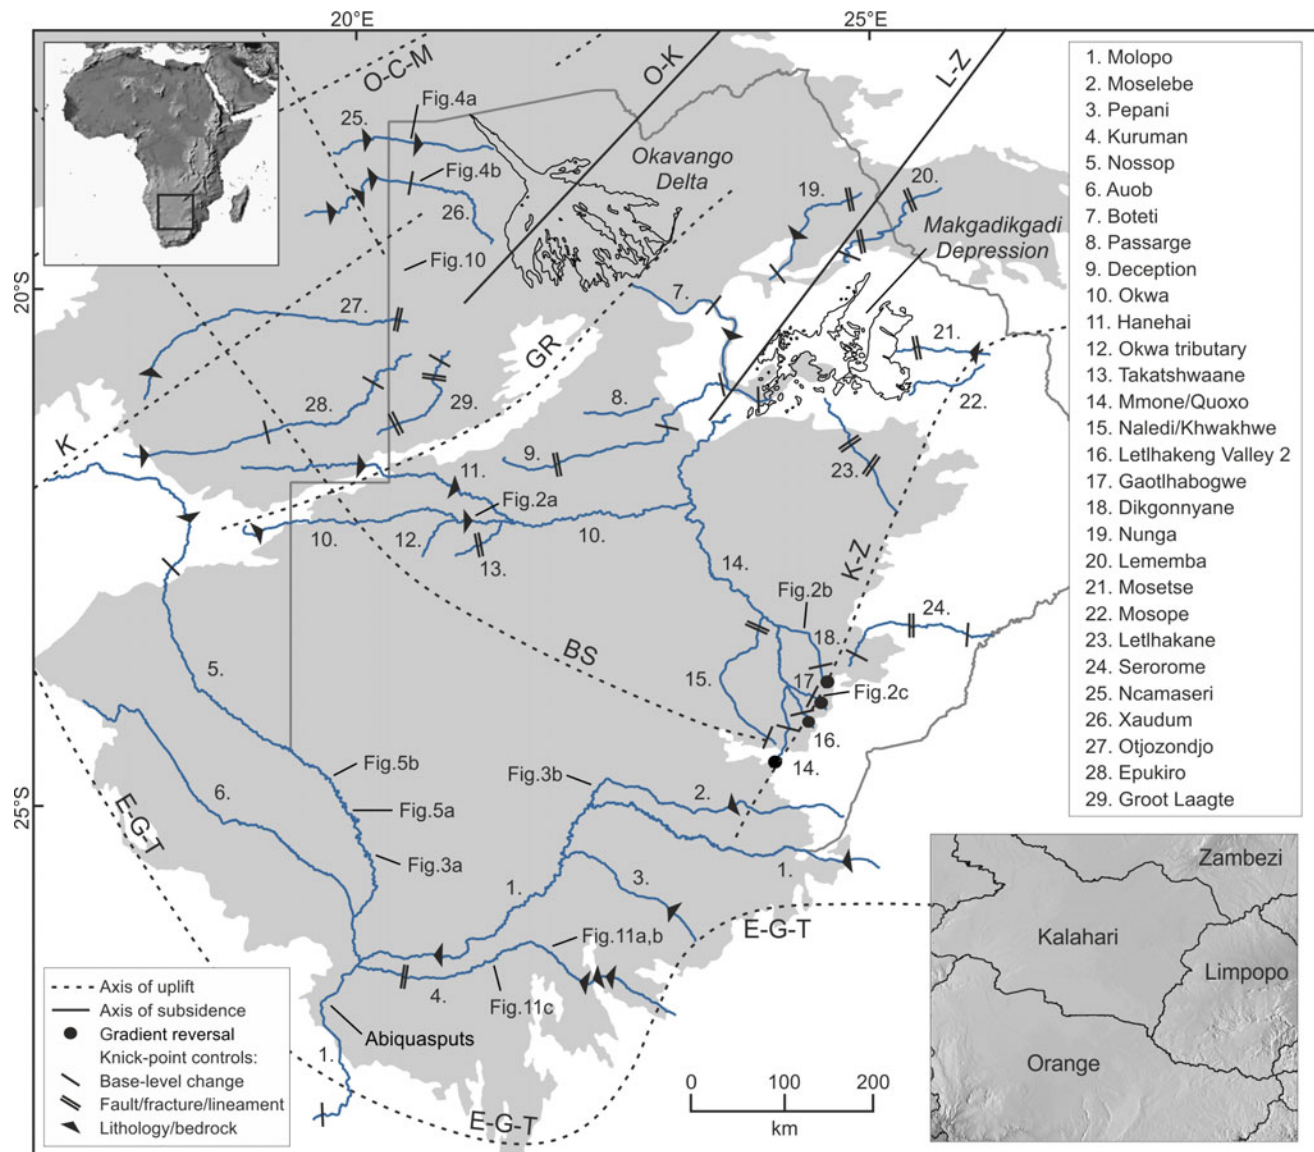 20°E
25°E
O-C-M
O-K
L-Z
Fig.4a
25.
Fig.4b
26.
Okavango
Delta
19.
20.
Makgadikgadi
Depression
Fig.10
20°S
27.
7.
GR
21.
8.
22.
28.
29.
K
9.
11.
23.
Fig.2a
10.
12.
13.
10.
14.
K-Z
Fig.2b
24.
18.
BS
15.
17.
Fig.2c
5.
16.
14.
Fig.5b
Fig.3b
2.
6.
25°S
Fig.5a
E-G-T
Fig.3a
1.
1.
3.
E-G-T
Fig.11a,b
4.
Fig.11c
Abiquasputs
1.
E-G-T
1. Molopo
2. Moselebe
3. Pepani
4. Kuruman
5. Nossop
6. Auob
7. Boteti
8. Passarge
9. Deception
10. Okwa
11. Hanehai
12. Okwa tributary
13. Takatshwaane
14. Mmone/Quoxo
15. Naledi/Khwakhwe
16. Letlhakeng Valley 2
17. Gaotlhabogwe
18. Dikgonnyane
19. Nunga
20. Lememba
21. Mosetse
22. Mosope
23. Letlhakane
24. Serorome
25. Ncamaseri
26. Xaudum
27. Otjozondjo
28. Epukiro
29. Groot Laagte
Axis of uplift
Axis of subsidence
Gradient reversal
Knick-point controls:
Base-level change
Fault/fracture/lineament
Lithology/bedrock
0 100 200
km
Zambezi
Kalahari
Limpopo
Orange